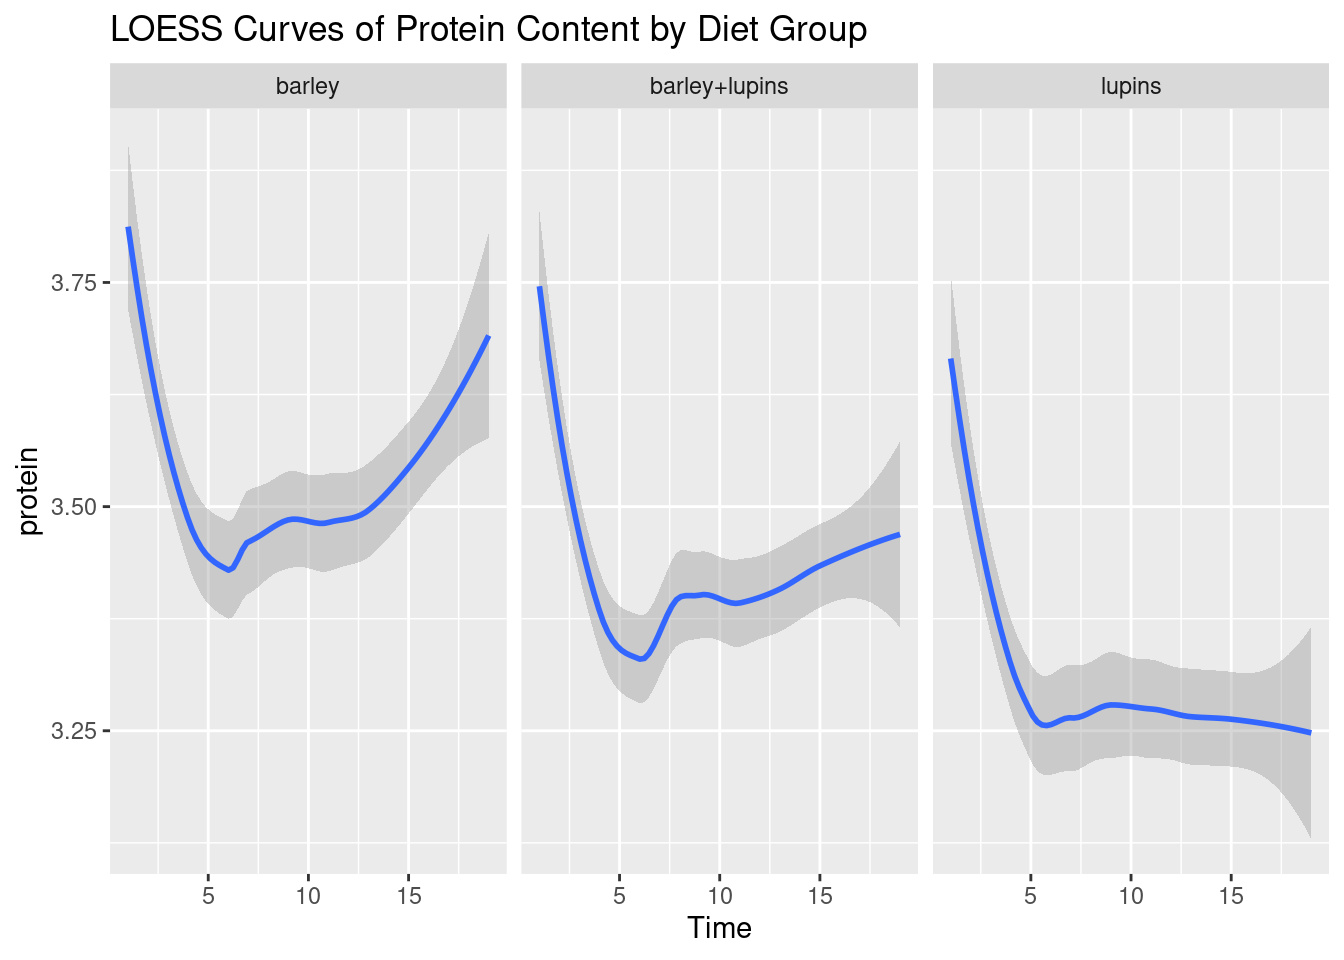 LOESS Curves of Protein Content by Diet Group
barley barley+lupins lupins
3.75
3.50
3.25
protein
5 10 15 5 10 15 5 10 15
Time